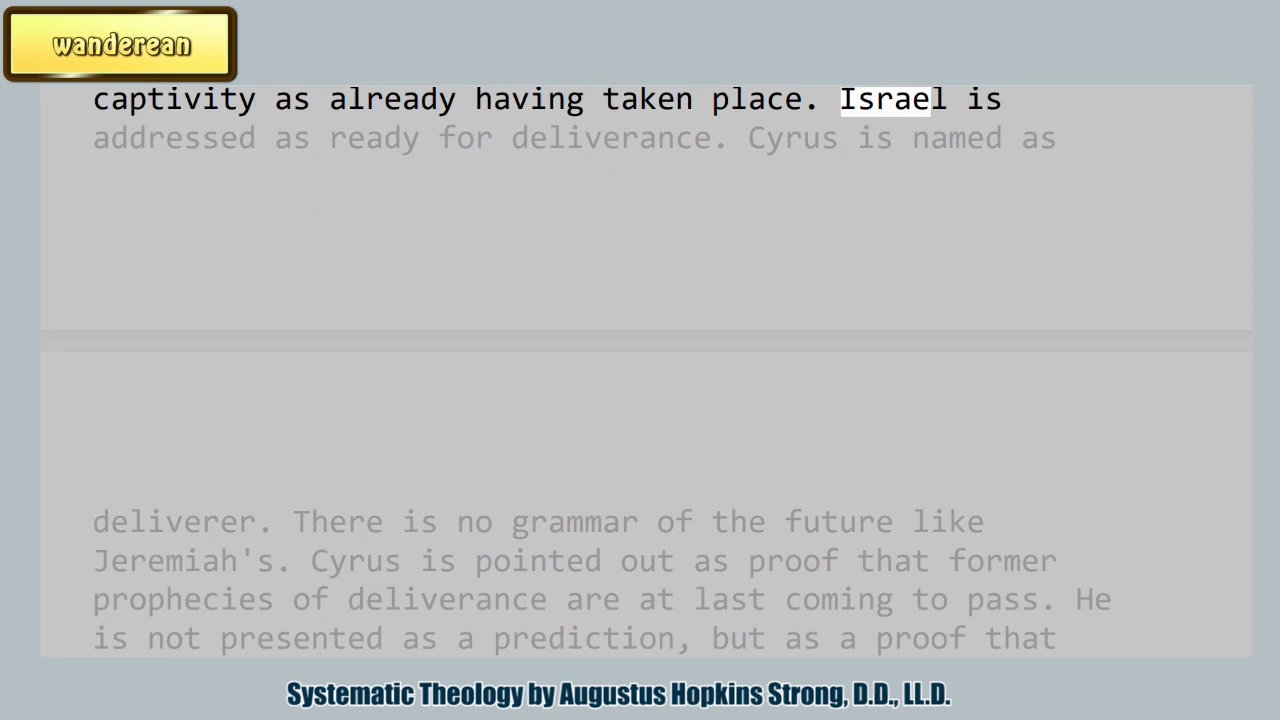 wanderean
captivity as already having taken place. Israel is
addressed as ready for deliverance. Cyrus is named as
deliverer. There is no grammar of the future like
Jeremiah's. Cyrus is pointed out as proof that former
prophecies of deliverance are at last coming to pass. He
is not presented as a prediction, but as a proof that
Systematic Theology by Augustus Hopkins Strong, D.D., LL.D.